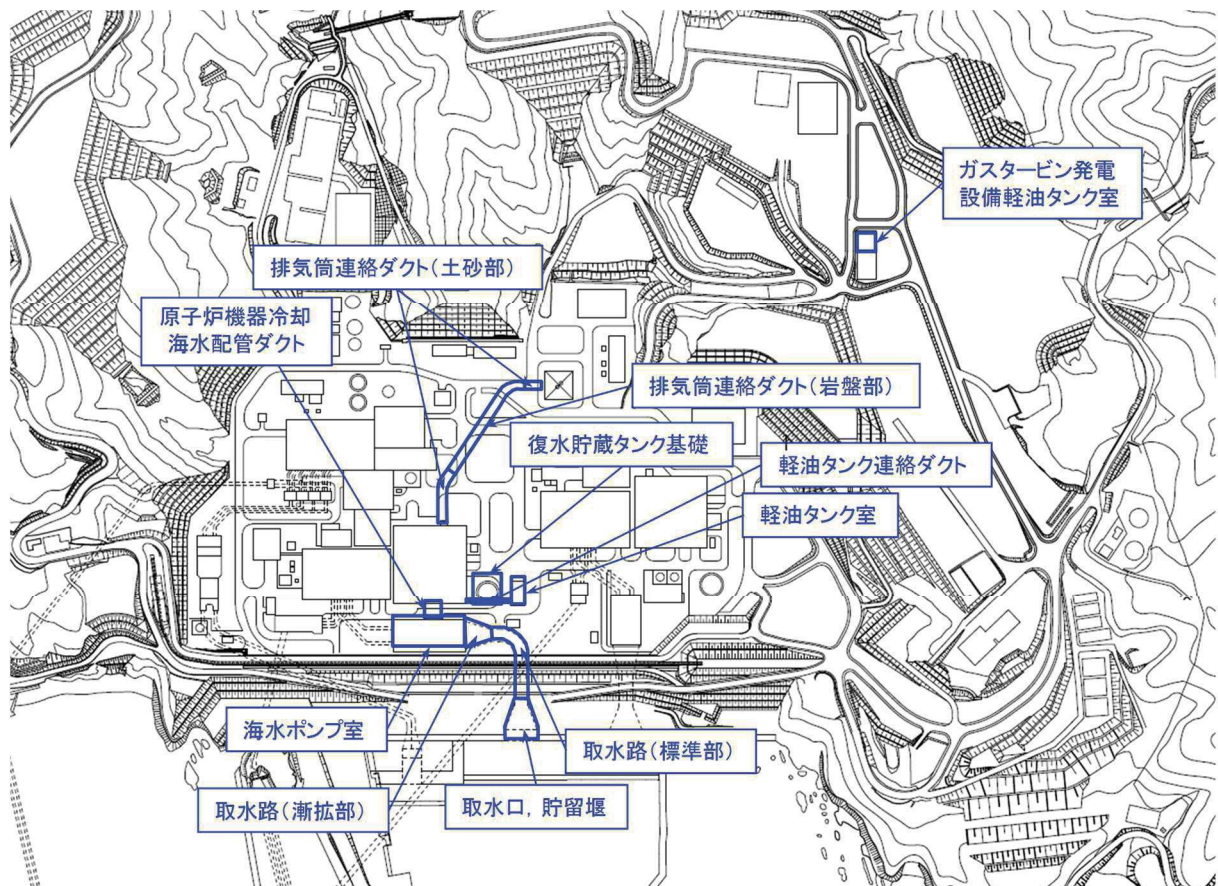 ガスタービン発電
設備軽油タンク室
排気筒連絡ダクト(土砂部)
原子炉機器冷却
海水配管ダクト
排気筒連絡ダクト(岩盤部)
復水貯蔵タンク基礎
軽油タンク連絡ダクト
軽油タンク室
海水ポンプ室
取水路(標準部)
取水路(漸拡部)
取水口，貯留堰